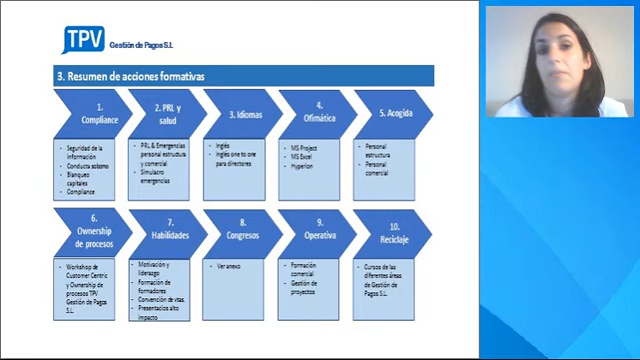 TPV
Gestión de Pagos S.L
3. Resumen de acciones formativas
1.
Compliance
2. PRL y
salud
3. Idiomas
4.
Ofimática
5. Acogida
- Seguridad de la
información
- Conducta soborno
- Blanqueo
capitales
- Compliance
- PRL & Emergencias
personal estructura
y comercial
- Simulacro
emergencias
- Inglés
- Inglés one to one
para directores
- MS Project
- MS Excel
- Hyperion
- Personal
estructura
- Personal
comercial
6.
Ownership
de procesos
7.
Habilidades
8.
Congresos
9.
Operativa
10.
Reciclaje
- Workshop de
Customer Centric
y Ownership de
procesos TPV
Gestión de Pagos
S.L.
- Motivación y
liderazgo
- Formación de
formadores
- Convención de vtas.
- Presentacios alto
impacto
- Ver anexo
- Formación
comercial
- Gestión de
proyectos
- Cursos de las
diferentes áreas
de Gestión de
Pagos S.L.